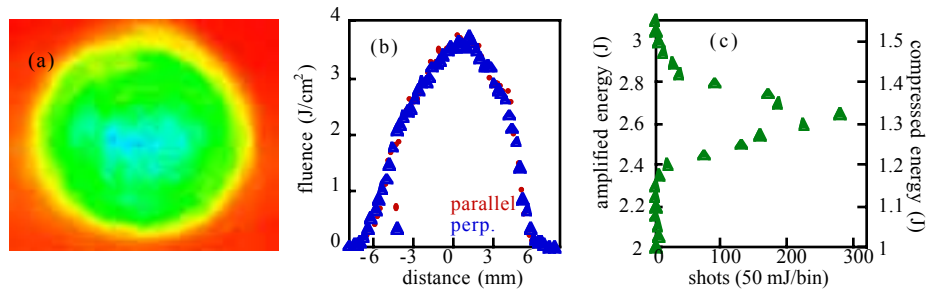 (a)
(b)
(c)
fluence (J/cm²)
4
3
2
1
0
-6
-3
0
3
6
distance (mm)
parallel
perp.
amplified energy (J)
3
2.8
2.6
2.4
2.2
2
0
100
200
300
shots (50 mJ/bin)
1.5
1.4
1.3
1.2
1.1
1
compressed energy (J)